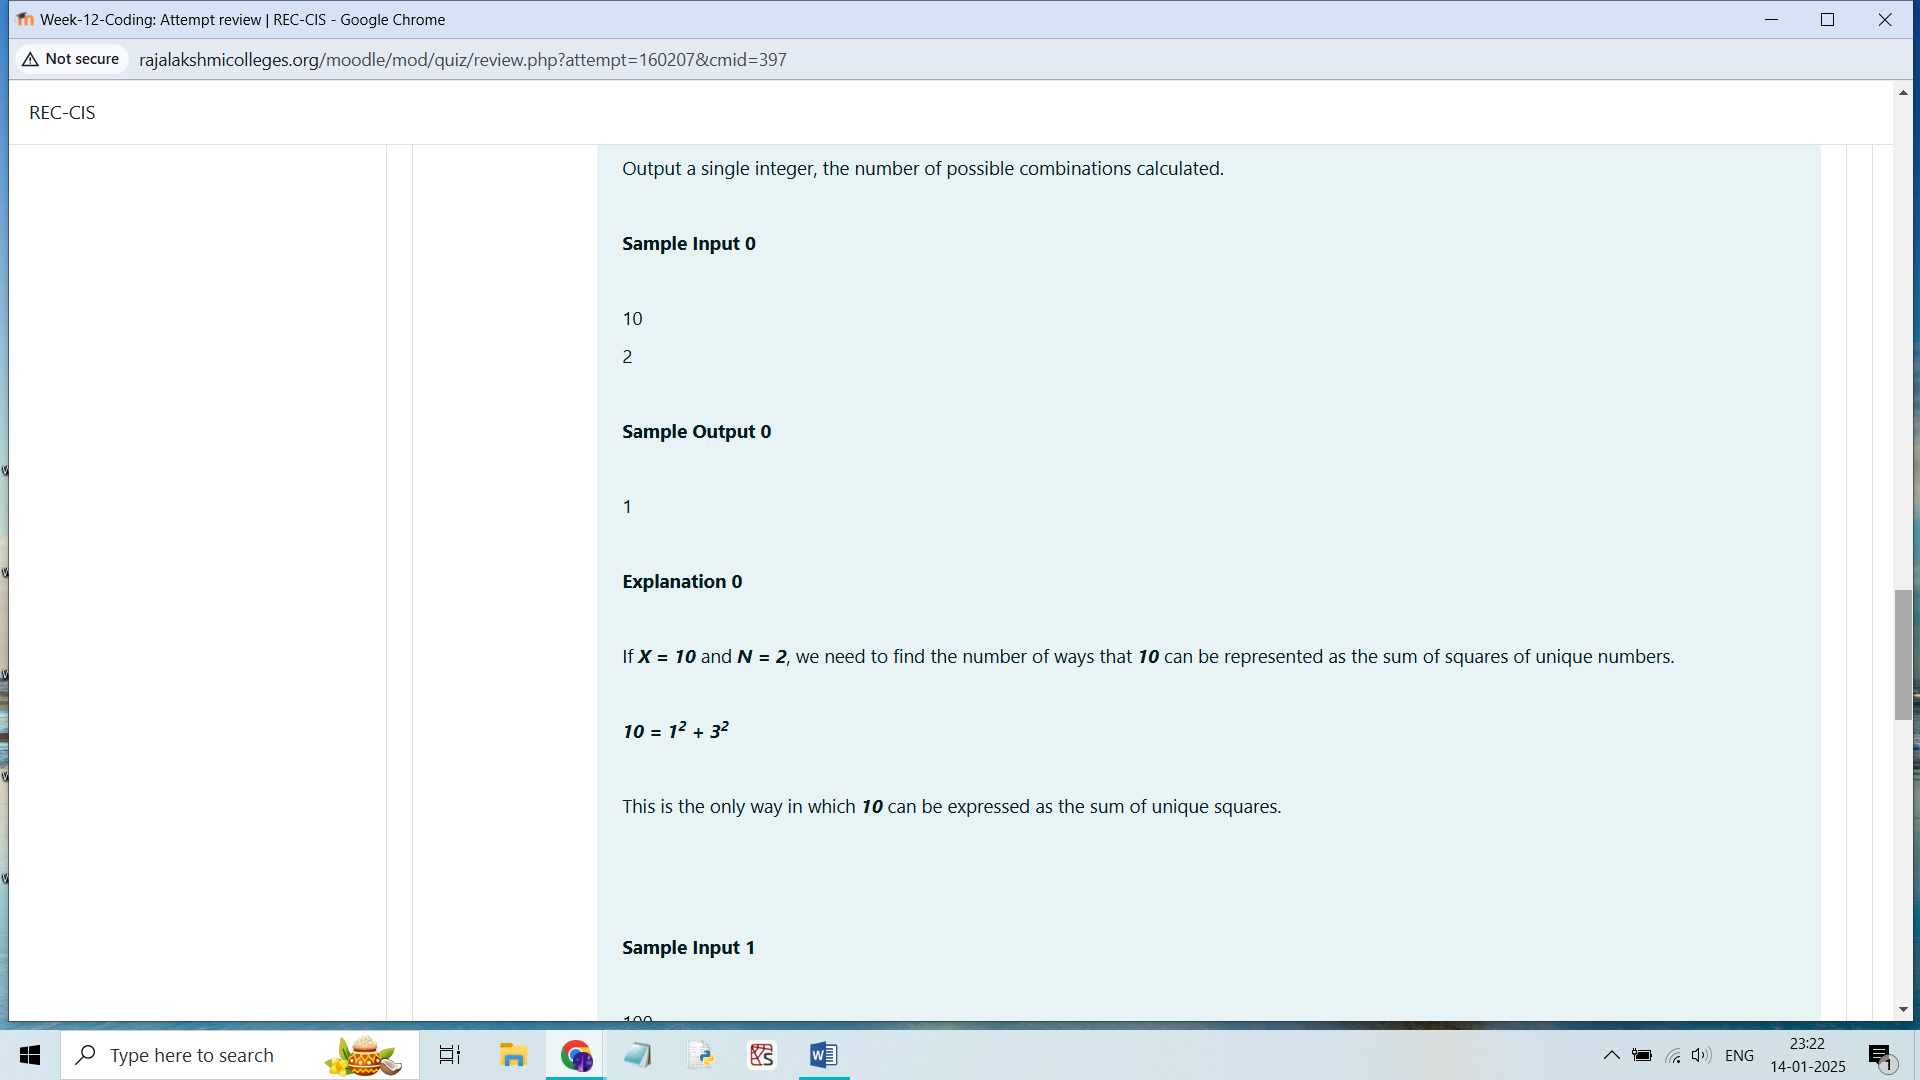 Week-12-Coding: Attempt review | REC-CIS - Google Chrome
Not secure rajalakshmicolleges.org/moodle/mod/quiz/review.php?attempt=160207&cmid=397
REC-CIS
Output a single integer, the number of possible combinations calculated.
Sample Input 0
10
2
Sample Output 0
1
Explanation 0
If X = 10 and N = 2, we need to find the number of ways that 10 can be represented as the sum of squares of unique numbers.
10 = 1² + 3²
This is the only way in which 10 can be expressed as the sum of unique squares.
Sample Input 1
100
Type here to search
ENG
23:22
14-01-2025
1